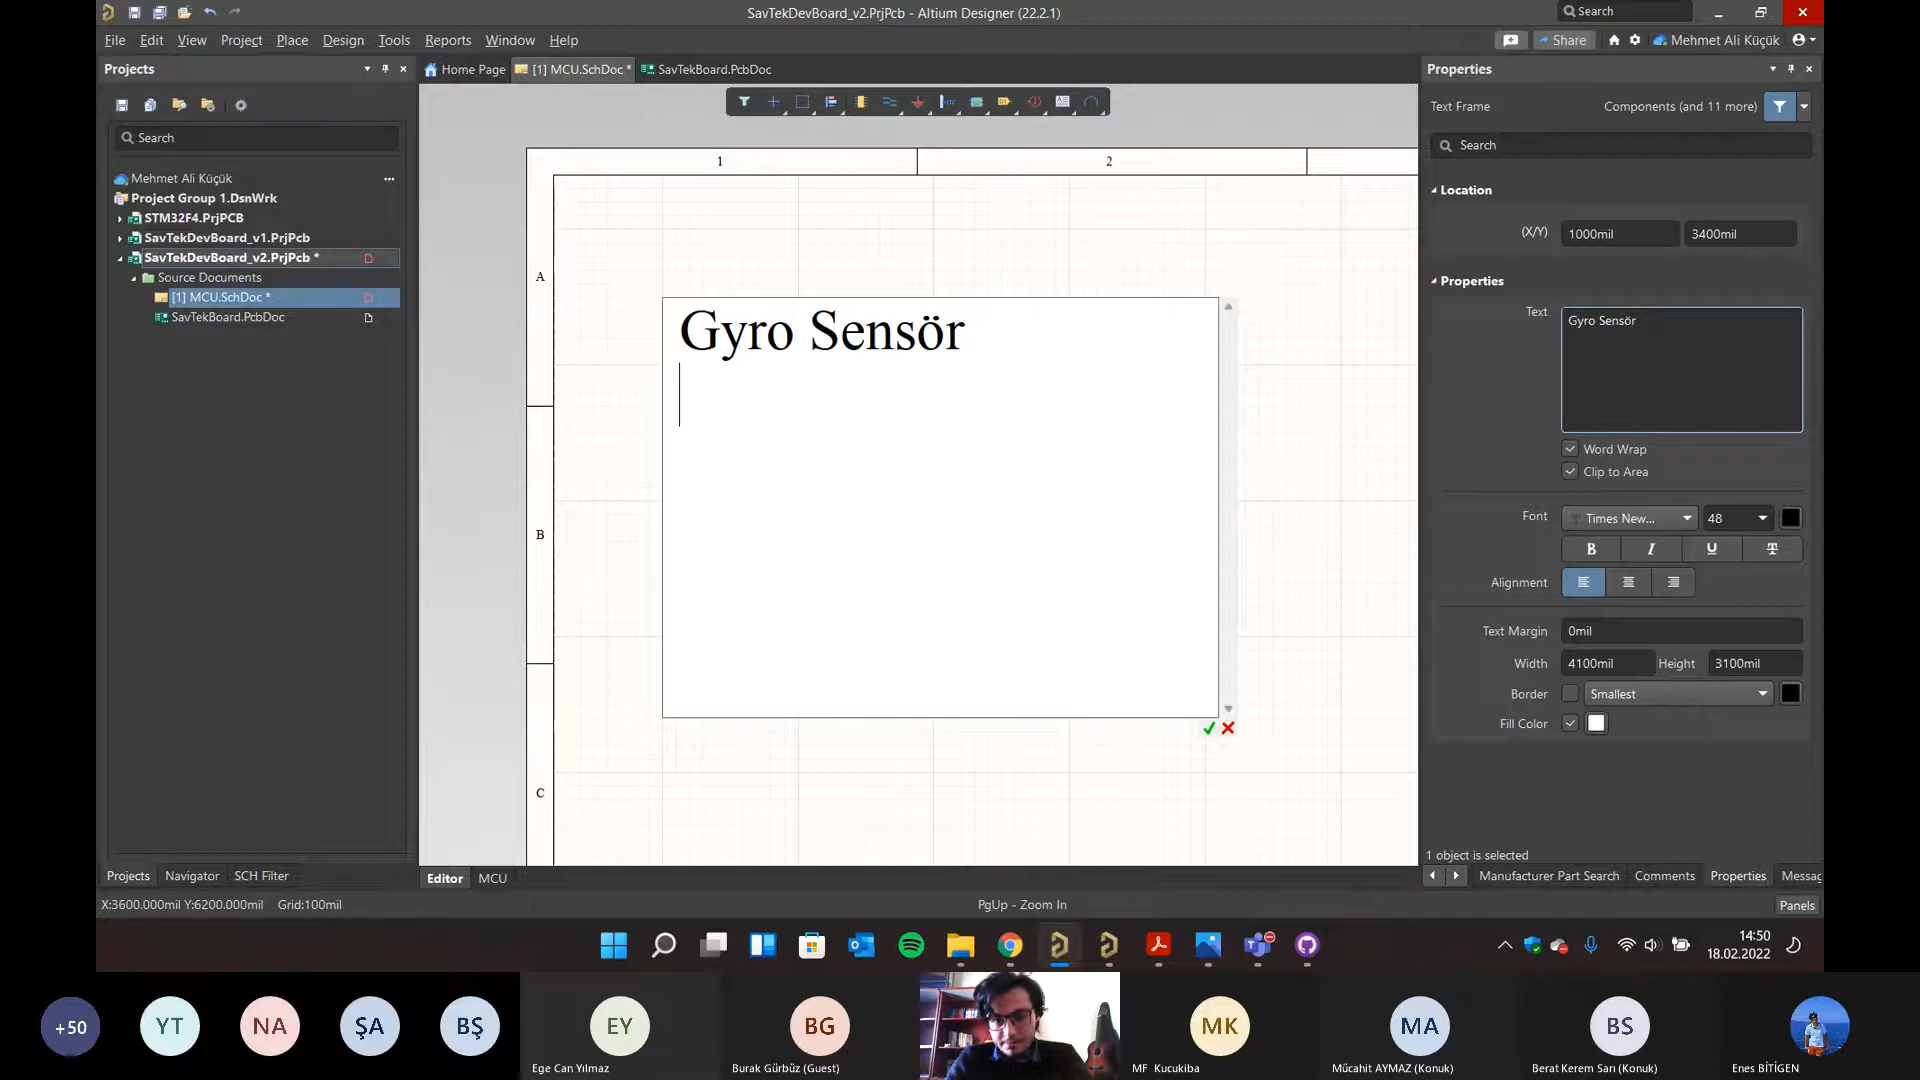 SavTekDevBoard_v2.PrjPcb - Altium Designer (22.2.1)
Search
File Edit View Project Place Design Tools Reports Window Help
Share
Mehmet Ali Küçük
Projects
Home Page
[1] MCU.SchDoc *
SavTekBoard.PcbDoc
Properties
Search
Mehmet Ali Küçük
Project Group 1.DsnWrk
STM32F4.PrjPCB
SavTekDevBoard_v1.PrjPcb
SavTekDevBoard_v2.PrjPcb *
Source Documents
[1] MCU.SchDoc *
SavTekBoard.PcbDoc
1
2
A
B
C
Gyro Sensör
Text Frame
Components (and 11 more)
Search
Location
(X/Y) 1000mil 3400mil
Properties
Text Gyro Sensör
Word Wrap
Clip to Area
Font Times New... 48
B I U T
Alignment
Text Margin 0mil
Width 4100mil Height 3100mil
Border Smallest
Fill Color
1 object is selected
Projects Navigator SCH Filter
Editor MCU
Manufacturer Part Search Comments Properties Messag
X:3600.000mil Y:6200.000mil Grid:100mil
PgUp - Zoom In
Panels
14:50
18.02.2022
+50
YT
NA
ŞA
BŞ
EY
BG
MK
MA
BS
Ege Can Yılmaz
Burak Gürbüz (Guest)
MF Kucukiba
Mücahit AYMAZ (Konuk)
Berat Kerem Sarı (Konuk)
Enes BİTİGEN